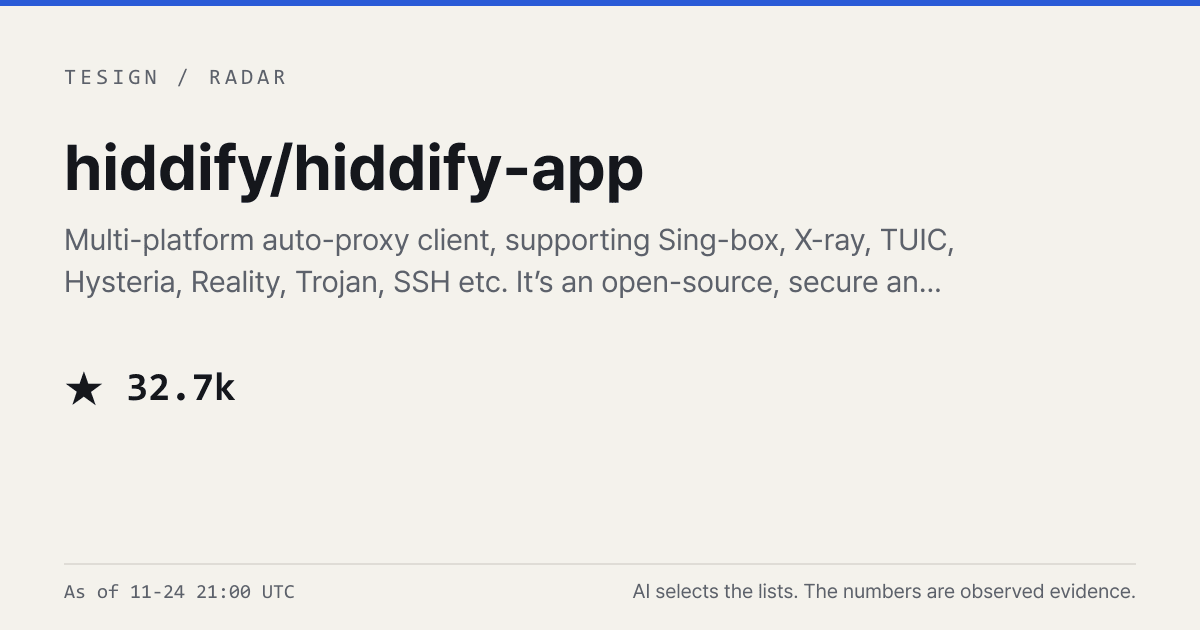 TESIGN / RADAR
hiddify/hiddify-app
Multi-platform auto-proxy client, supporting Sing-box, X-ray, TUIC,
Hysteria, Reality, Trojan, SSH etc. It’s an open-source, secure an…
★ 32.7k
As of 11-24 21:00 UTC
AI selects the lists. The numbers are observed evidence.